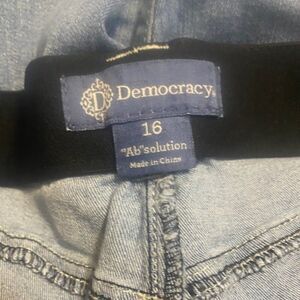 D Democracy®
16
"Ab"solution
Made in China